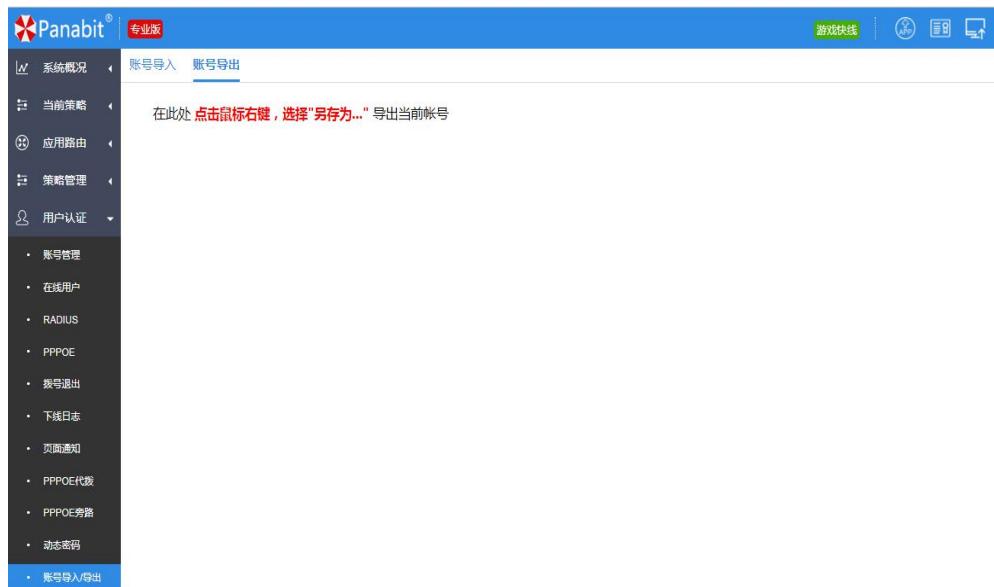 Panabit® 专业版 游戏快线 APP
系统概况
当前策略
应用路由
策略管理
用户认证
账号管理
在线用户
RADIUS
PPPOE
拨号退出
下线日志
页面通知
PPPOE代拨
PPPOE旁路
动态密码
账号导入/导出
账号导入 账号导出
在此处 点击鼠标右键，选择"另存为..." 导出当前帐号